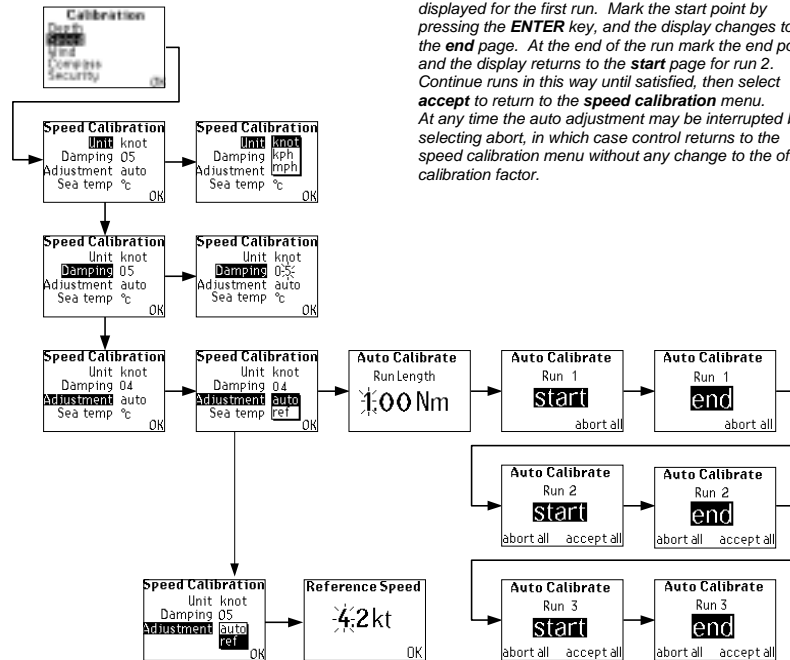 displayed for the first run. Mark the start point by
pressing the ENTER key, and the display changes to
the end page. At the end of the run mark the end
and the display returns to the start page for run 2.
Continue runs in this way until satisfied, then select
accept to return to the speed calibration menu.
At any time the auto adjustment may be interrupted
selecting abort, in which case control returns to the
speed calibration menu without any change to the
calibration factor.
Calibration
Depth
Speed
Wind
Compass
Security
OK
Speed Calibration
Unit knot
Damping 05
Adjustment auto
Sea temp °c
OK
Speed Calibration
Unit knot
Damping kph
Adjustment mph
Sea temp °c
OK
Speed Calibration
Unit knot
Damping 05
Adjustment auto
Sea temp °c
OK
Speed Calibration
Unit knot
Damping 05
Adjustment auto
Sea temp °c
OK
Speed Calibration
Unit knot
Damping 04
Adjustment auto
Sea temp °c
OK
Speed Calibration
Unit knot
Damping 04
Adjustment auto
Sea temp ref
OK
Auto Calibrate
Run Length
1.00 Nm
Auto Calibrate
Run 1
start
abort all
Auto Calibrate
Run 1
end
abort all
Auto Calibrate
Run 2
start
abort all accept all
Auto Calibrate
Run 2
end
abort all accept all
Speed Calibration
Unit knot
Damping 05
Adjustment auto
ref
OK
Reference Speed
4.2kt
OK
Auto Calibrate
Run 3
start
abort all accept all
Auto Calibrate
Run 3
end
abort all accept all